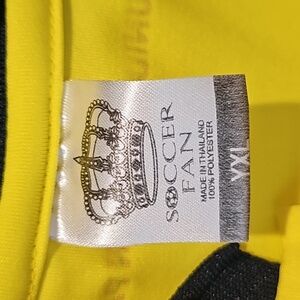 SOCCER
FAN
MADE IN THAILAND
100% POLYESTER
XXL